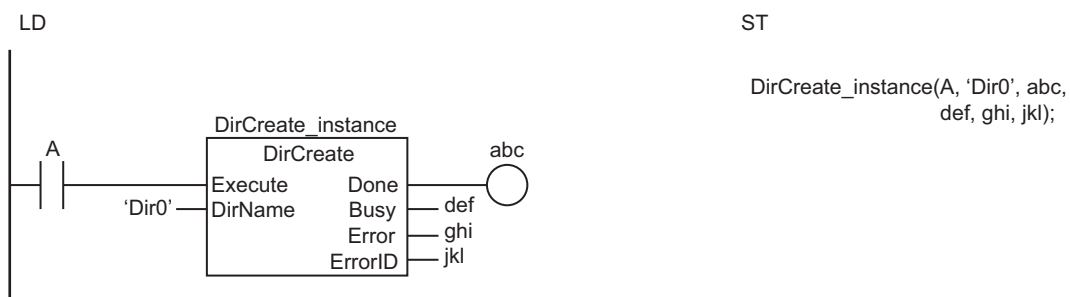 LD
ST
DirCreate_instance(A, ‘Dir0’, abc,
def, ghi, jkl);
DirCreate_instance
DirCreate
A
abc
Execute
Done
‘Dir0’
DirName
Busy
def
Error
ghi
ErrorID
jkl